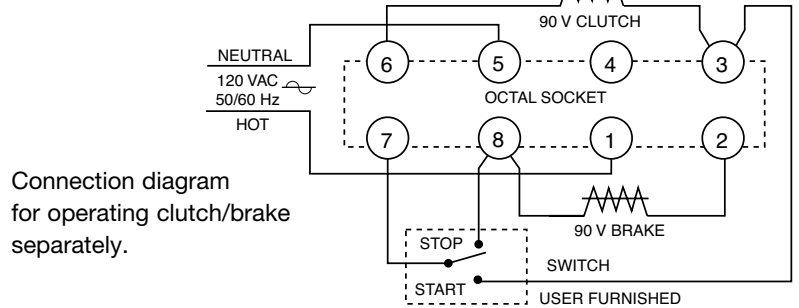 90 V CLUTCH
NEUTRAL
6 5 4 3
120 VAC
50/60 Hz
OCTAL SOCKET
HOT
7 8 1 2
Connection diagram
for operating clutch/brake
separately.
90 V BRAKE
STOP
SWITCH
START
USER FURNISHED